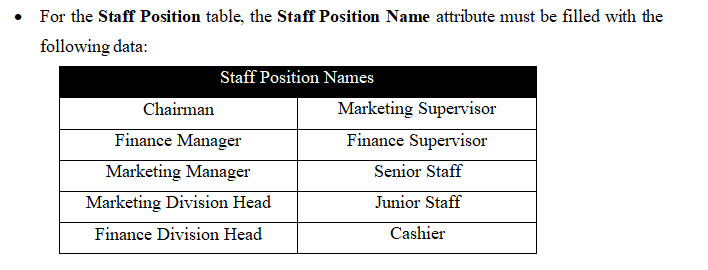 • For the Staff Position table, the Staff Position Name attribute must be filled with the
following data:
Staff Position Names
Chairman Marketing Supervisor
Finance Manager Finance Supervisor
Marketing Manager Senior Staff
Marketing Division Head Junior Staff
Finance Division Head Cashier